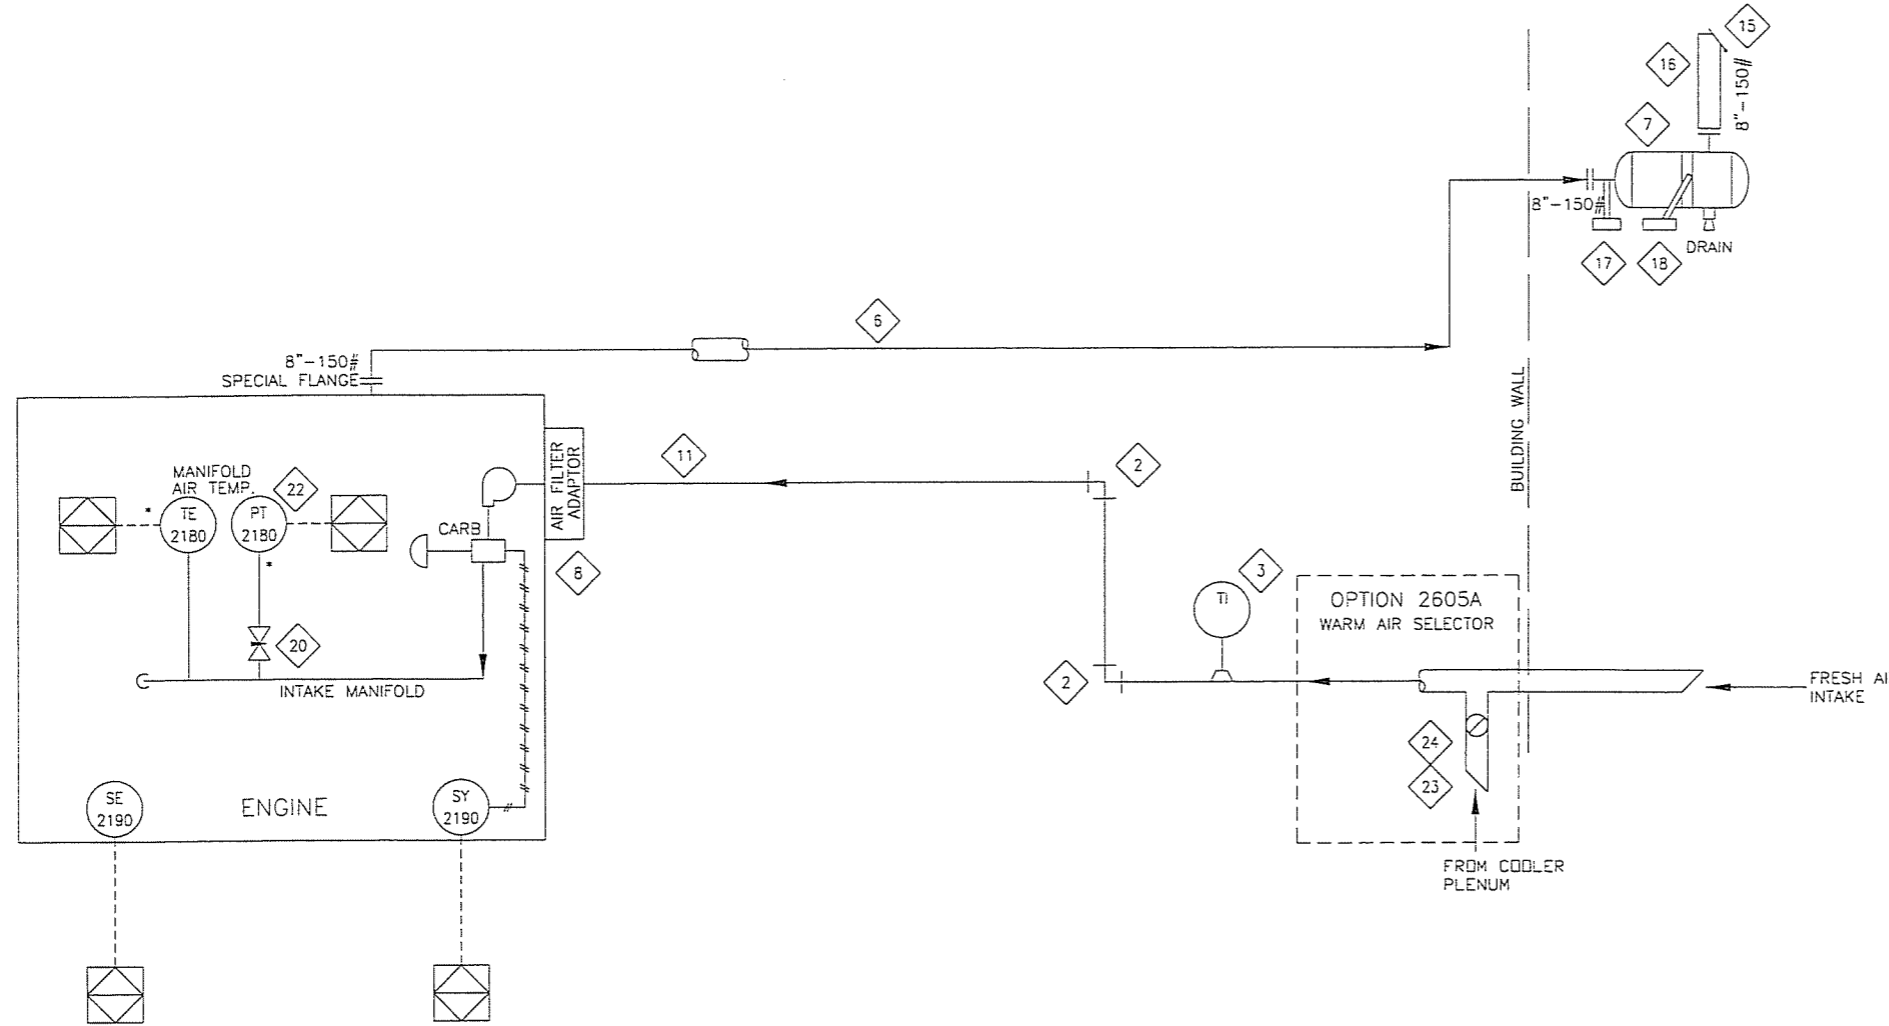 15
16
8"-150#
7
8"-150#
DRAIN
17
18
6
8"-150#
SPECIAL FLANGE
BUILDING WALL
11
2
AIR FILTER
ADAPTOR
MANIFOLD
AIR TEMP.
22
*
TE
2180
PT
2180
*
CARB
8
3
TI
OPTION 2605A
WARM AIR SELECTOR
20
INTAKE MANIFOLD
2
FRESH AI
INTAKE
24
23
SE
2190
ENGINE
SY
2190
FROM COOLER
PLENUM